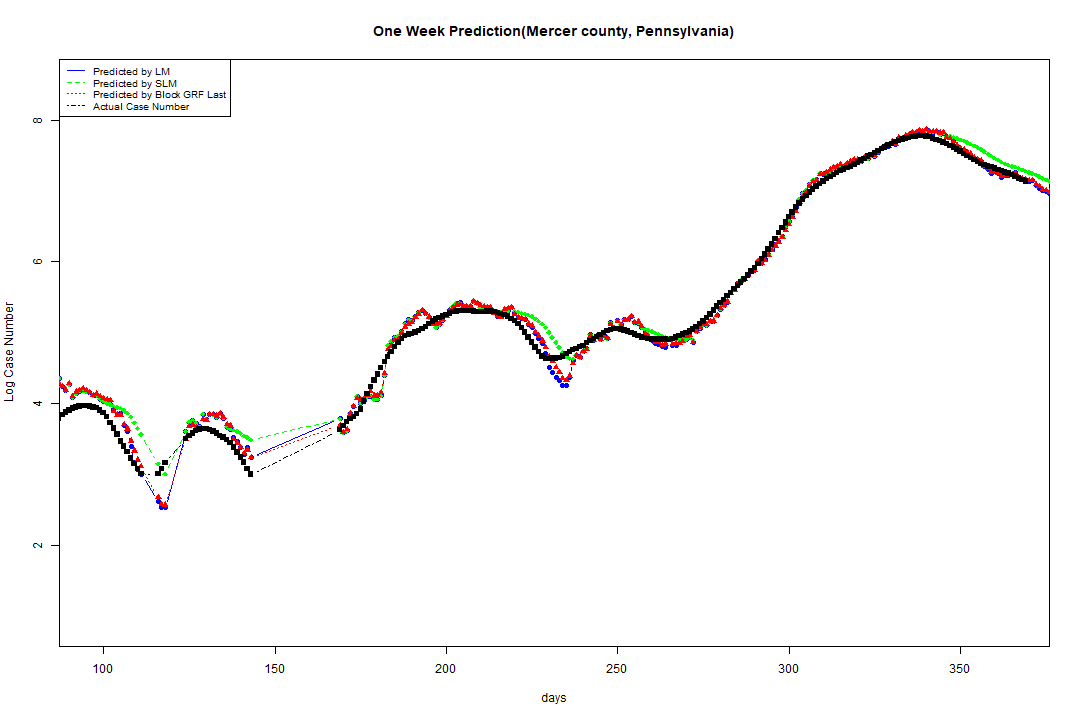 One Week Prediction(Mercer county, Pennsylvania)
Predicted by LM
Predicted by SLM
Predicted by Block GRF Last
Actual Case Number
8
6
4
2
Log Case Number
100 150 200 250 300 350
days